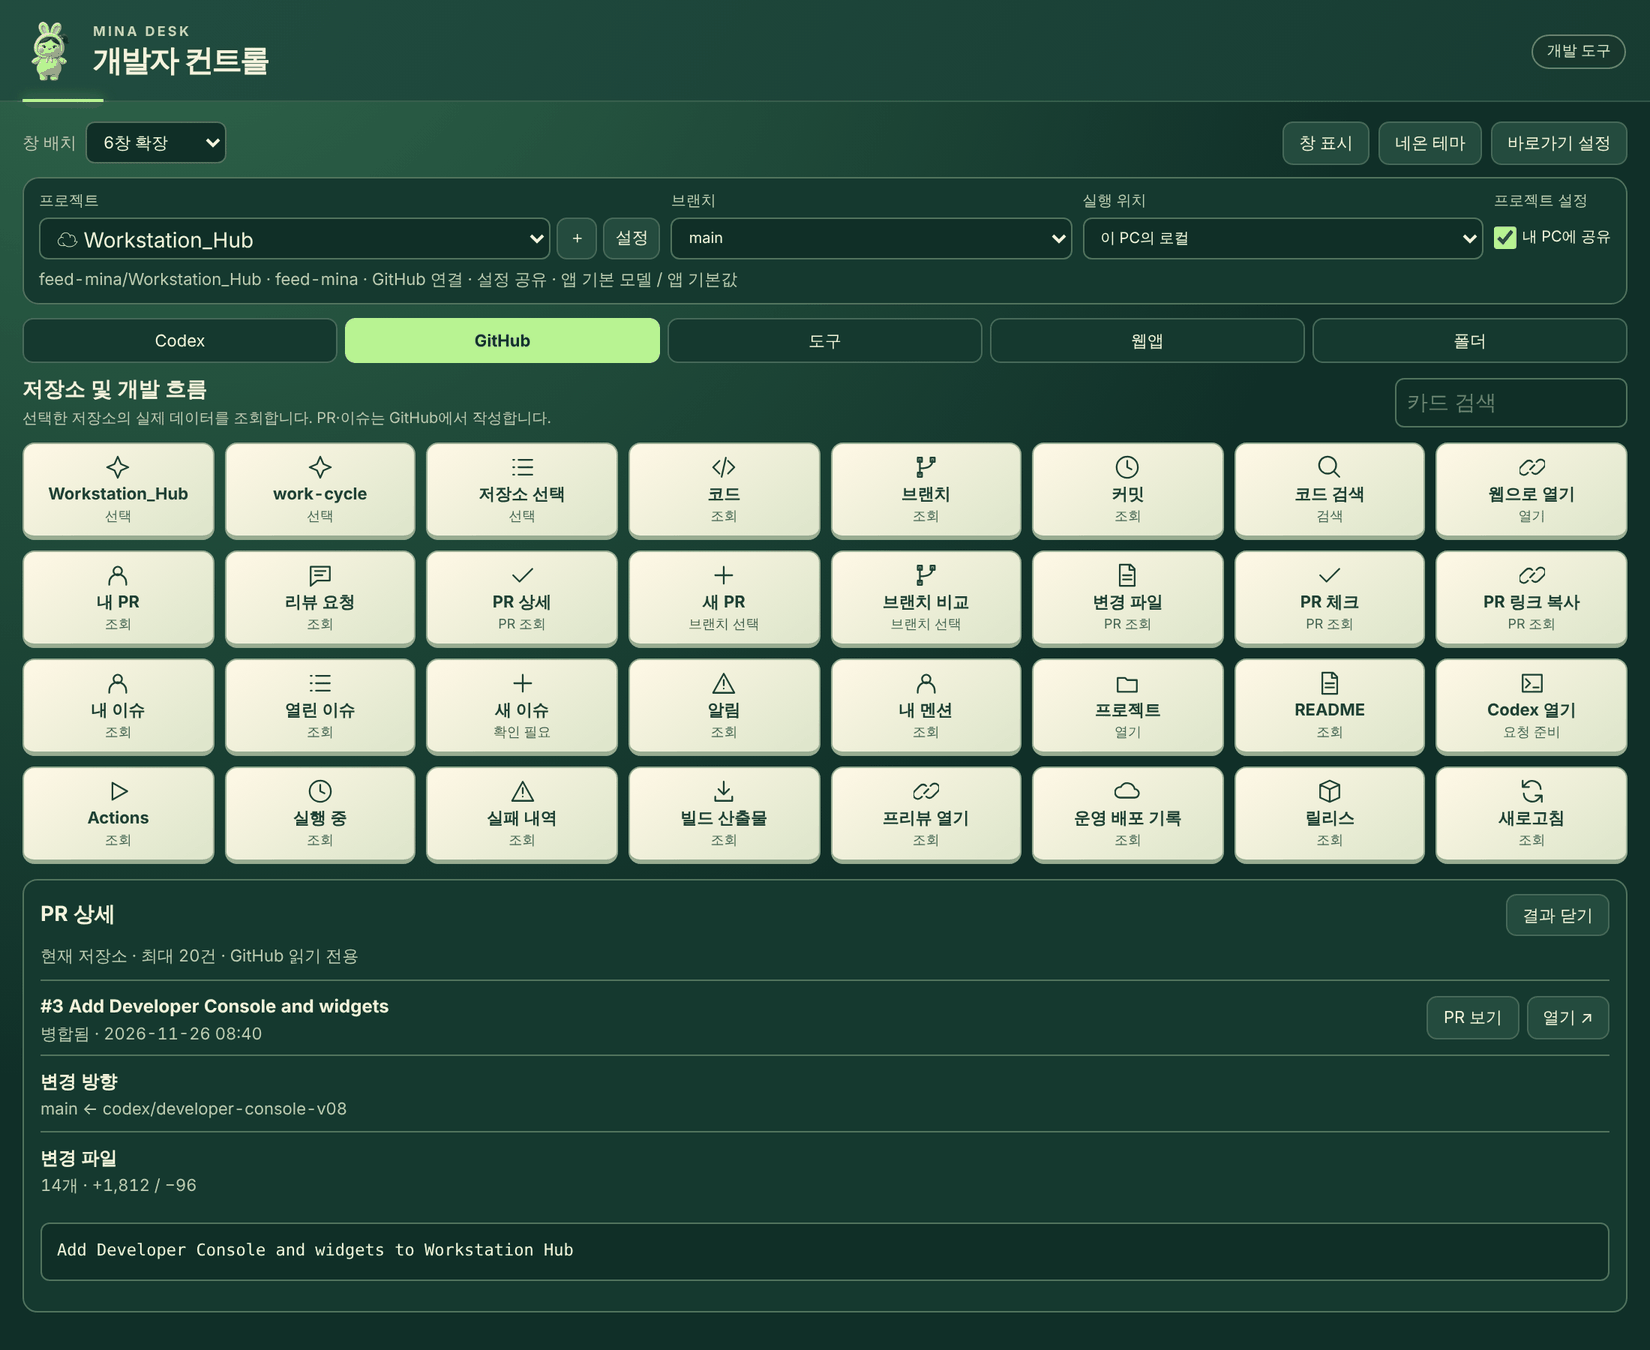 MINA DESK
개발자 컨트롤
개발 도구
창 배치
6창 확장
창 표시
네온 테마
바로가기 설정
프로젝트
브랜치
실행 위치
프로젝트 설정
Workstation_Hub
+
설정
main
이 PC의 로컬
내 PC에 공유
feed-mina/Workstation_Hub · feed-mina · GitHub 연결 · 설정 공유 · 앱 기본 모델 / 앱 기본값
Codex
GitHub
도구
웹앱
폴더
저장소 및 개발 흐름
선택한 저장소의 실제 데이터를 조회합니다. PR·이슈는 GitHub에서 작성합니다.
카드 검색
Workstation_Hub
선택
work-cycle
선택
저장소 선택
선택
코드
조회
브랜치
조회
커밋
조회
코드 검색
검색
웹으로 열기
열기
내 PR
조회
리뷰 요청
조회
PR 상세
PR 조회
새 PR
브랜치 선택
브랜치 비교
브랜치 선택
변경 파일
PR 조회
PR 체크
PR 조회
PR 링크 복사
PR 조회
내 이슈
조회
열린 이슈
조회
새 이슈
확인 필요
알림
조회
내 멘션
조회
프로젝트
열기
README
조회
Codex 열기
요청 준비
Actions
조회
실행 중
조회
실패 내역
조회
빌드 산출물
조회
프리뷰 열기
조회
운영 배포 기록
조회
릴리스
조회
새로고침
조회
PR 상세
결과 닫기
현재 저장소 · 최대 20건 · GitHub 읽기 전용
#3 Add Developer Console and widgets
병합됨 · 2026-11-26 08:40
PR 보기
열기 ↗
변경 방향
main ← codex/developer-console-v08
변경 파일
14개 · +1,812 / −96
Add Developer Console and widgets to Workstation Hub